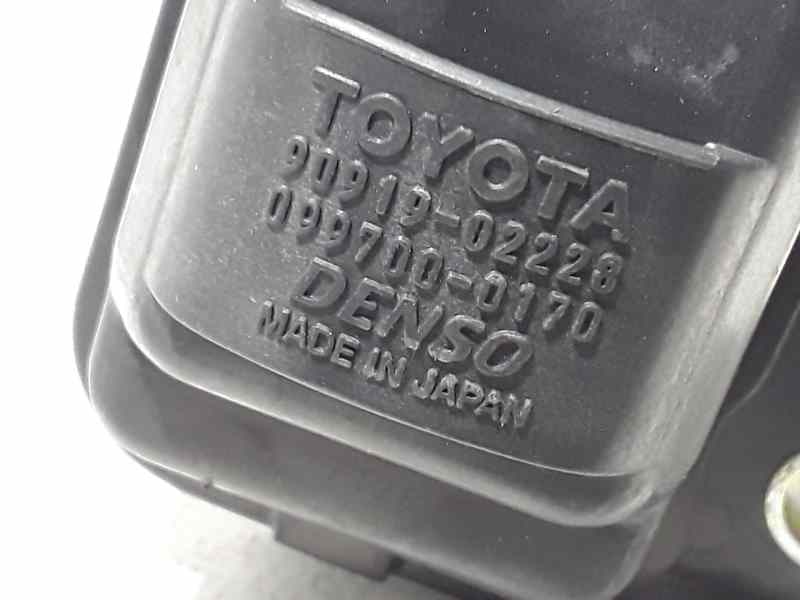 TOYOTA
90919-02228
099700-0170
DENSO
MADE IN JAPAN